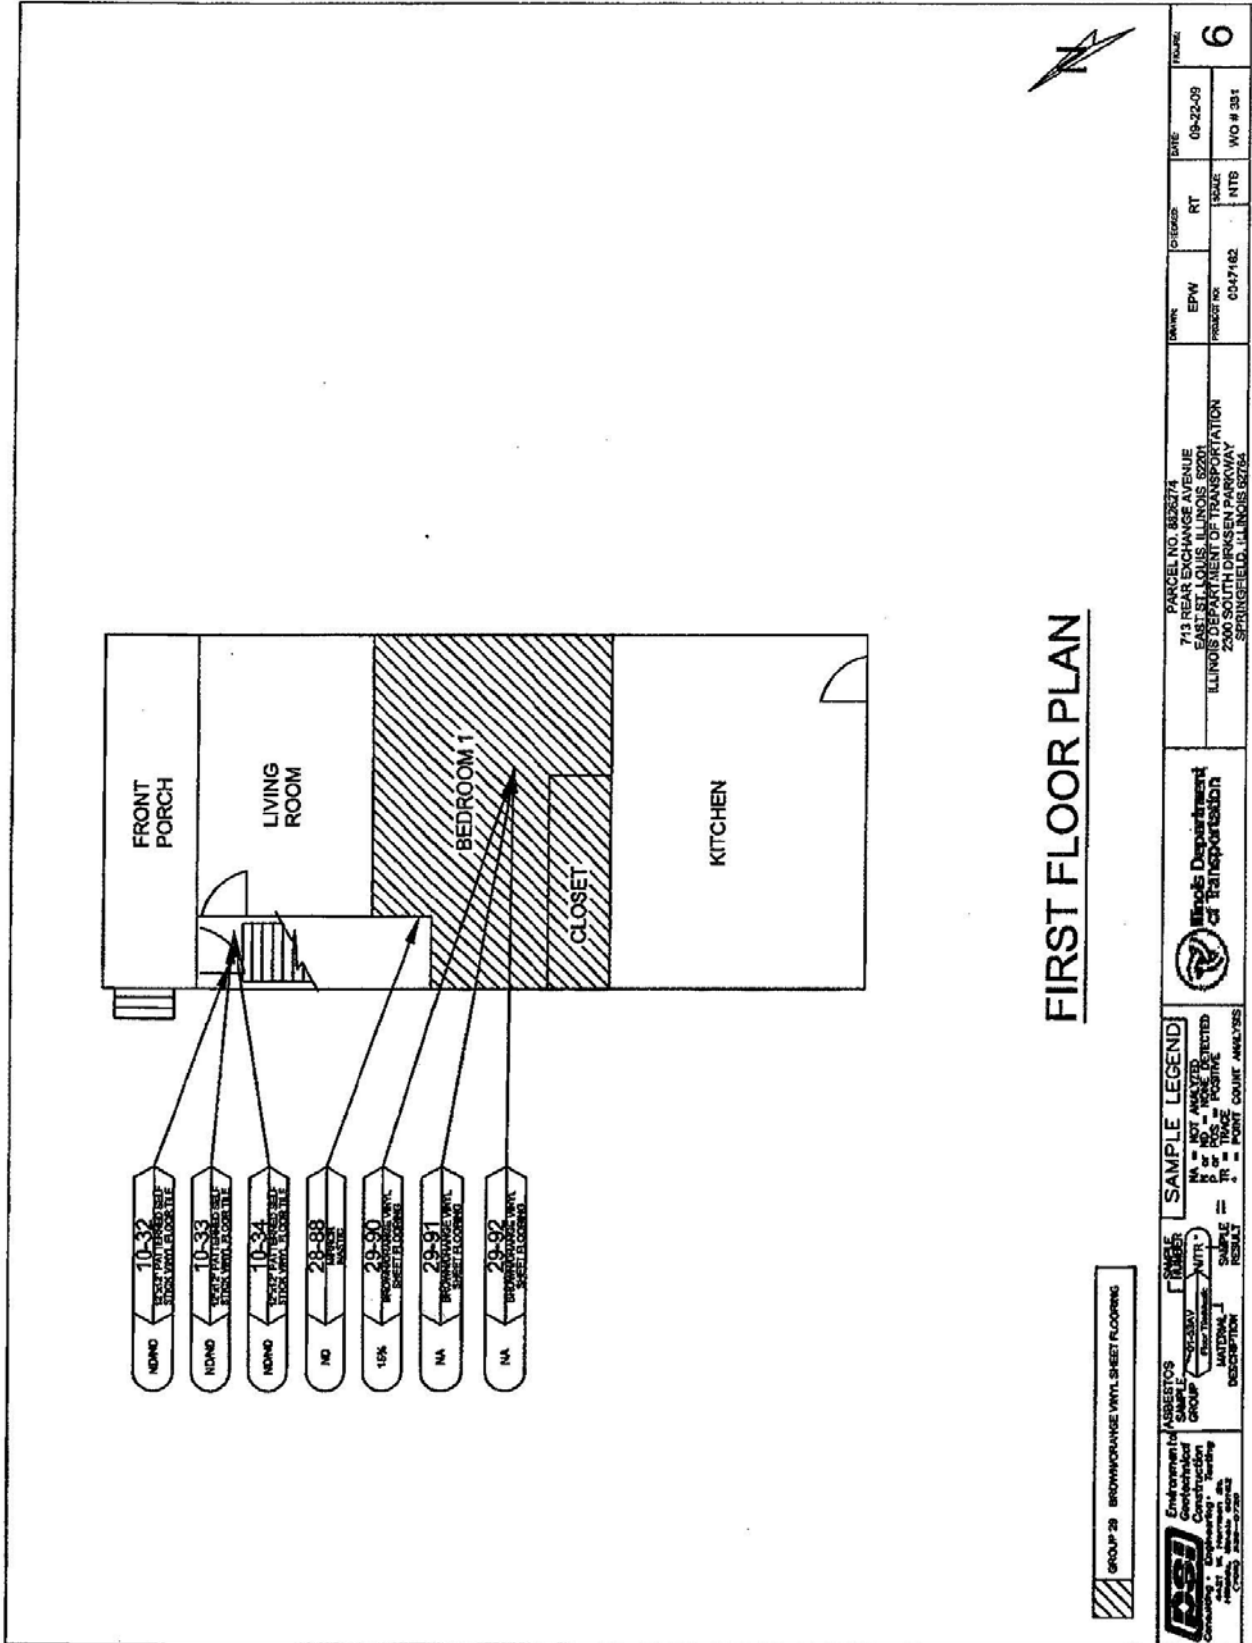 FRONT
PORCH
LIVING
ROOM
BEDROOM 1
CLOSET
KITCHEN
N
ND/ND
10-32
12"x12" PATTERNED SELF
STICK VINYL FLOOR TILE
ND/ND
10-33
12"x12" PATTERNED SELF
STICK VINYL FLOOR TILE
ND/ND
10-34
12"x12" PATTERNED SELF
STICK VINYL FLOOR TILE
ND
28-88
MIRROR
MASTIC
15%
29-90
BROWN/ORANGE VINYL
SHEET FLOORING
NA
29-91
BROWN/ORANGE VINYL
SHEET FLOORING
NA
29-92
BROWN/ORANGE VINYL
SHEET FLOORING
FIRST FLOOR PLAN
GROUP 29 BROWN/ORANGE VINYL SHEET FLOORING
Environmental
Geotechnical
Construction
Consulting • Engineering • Testing
ASBESTOS
SAMPLE
GROUP
SAMPLE
NUMBER
SAMPLE LEGEND
MATERIAL
DESCRIPTION
SAMPLE
RESULT
NA = NOT ANALYZED
N or ND = NONE DETECTED
P or POS = POSITIVE
TR = TRACE
= POINT COUNT ANALYSIS
Illinois Department
of Transportation
PARCEL NO. 8826274
713 REAR EXCHANGE AVENUE
EAST ST. LOUIS, ILLINOIS 62201
ILLINOIS DEPARTMENT OF TRANSPORTATION
2300 SOUTH DIRKSEN PARKWAY
SPRINGFIELD, ILLINOIS 62764
DRAWN: EPW
CHECKED: RT
DATE: 09-22-09
FIGURE: 6
PROJECT NO: 0047162
SCALE: NTS
WO # 331